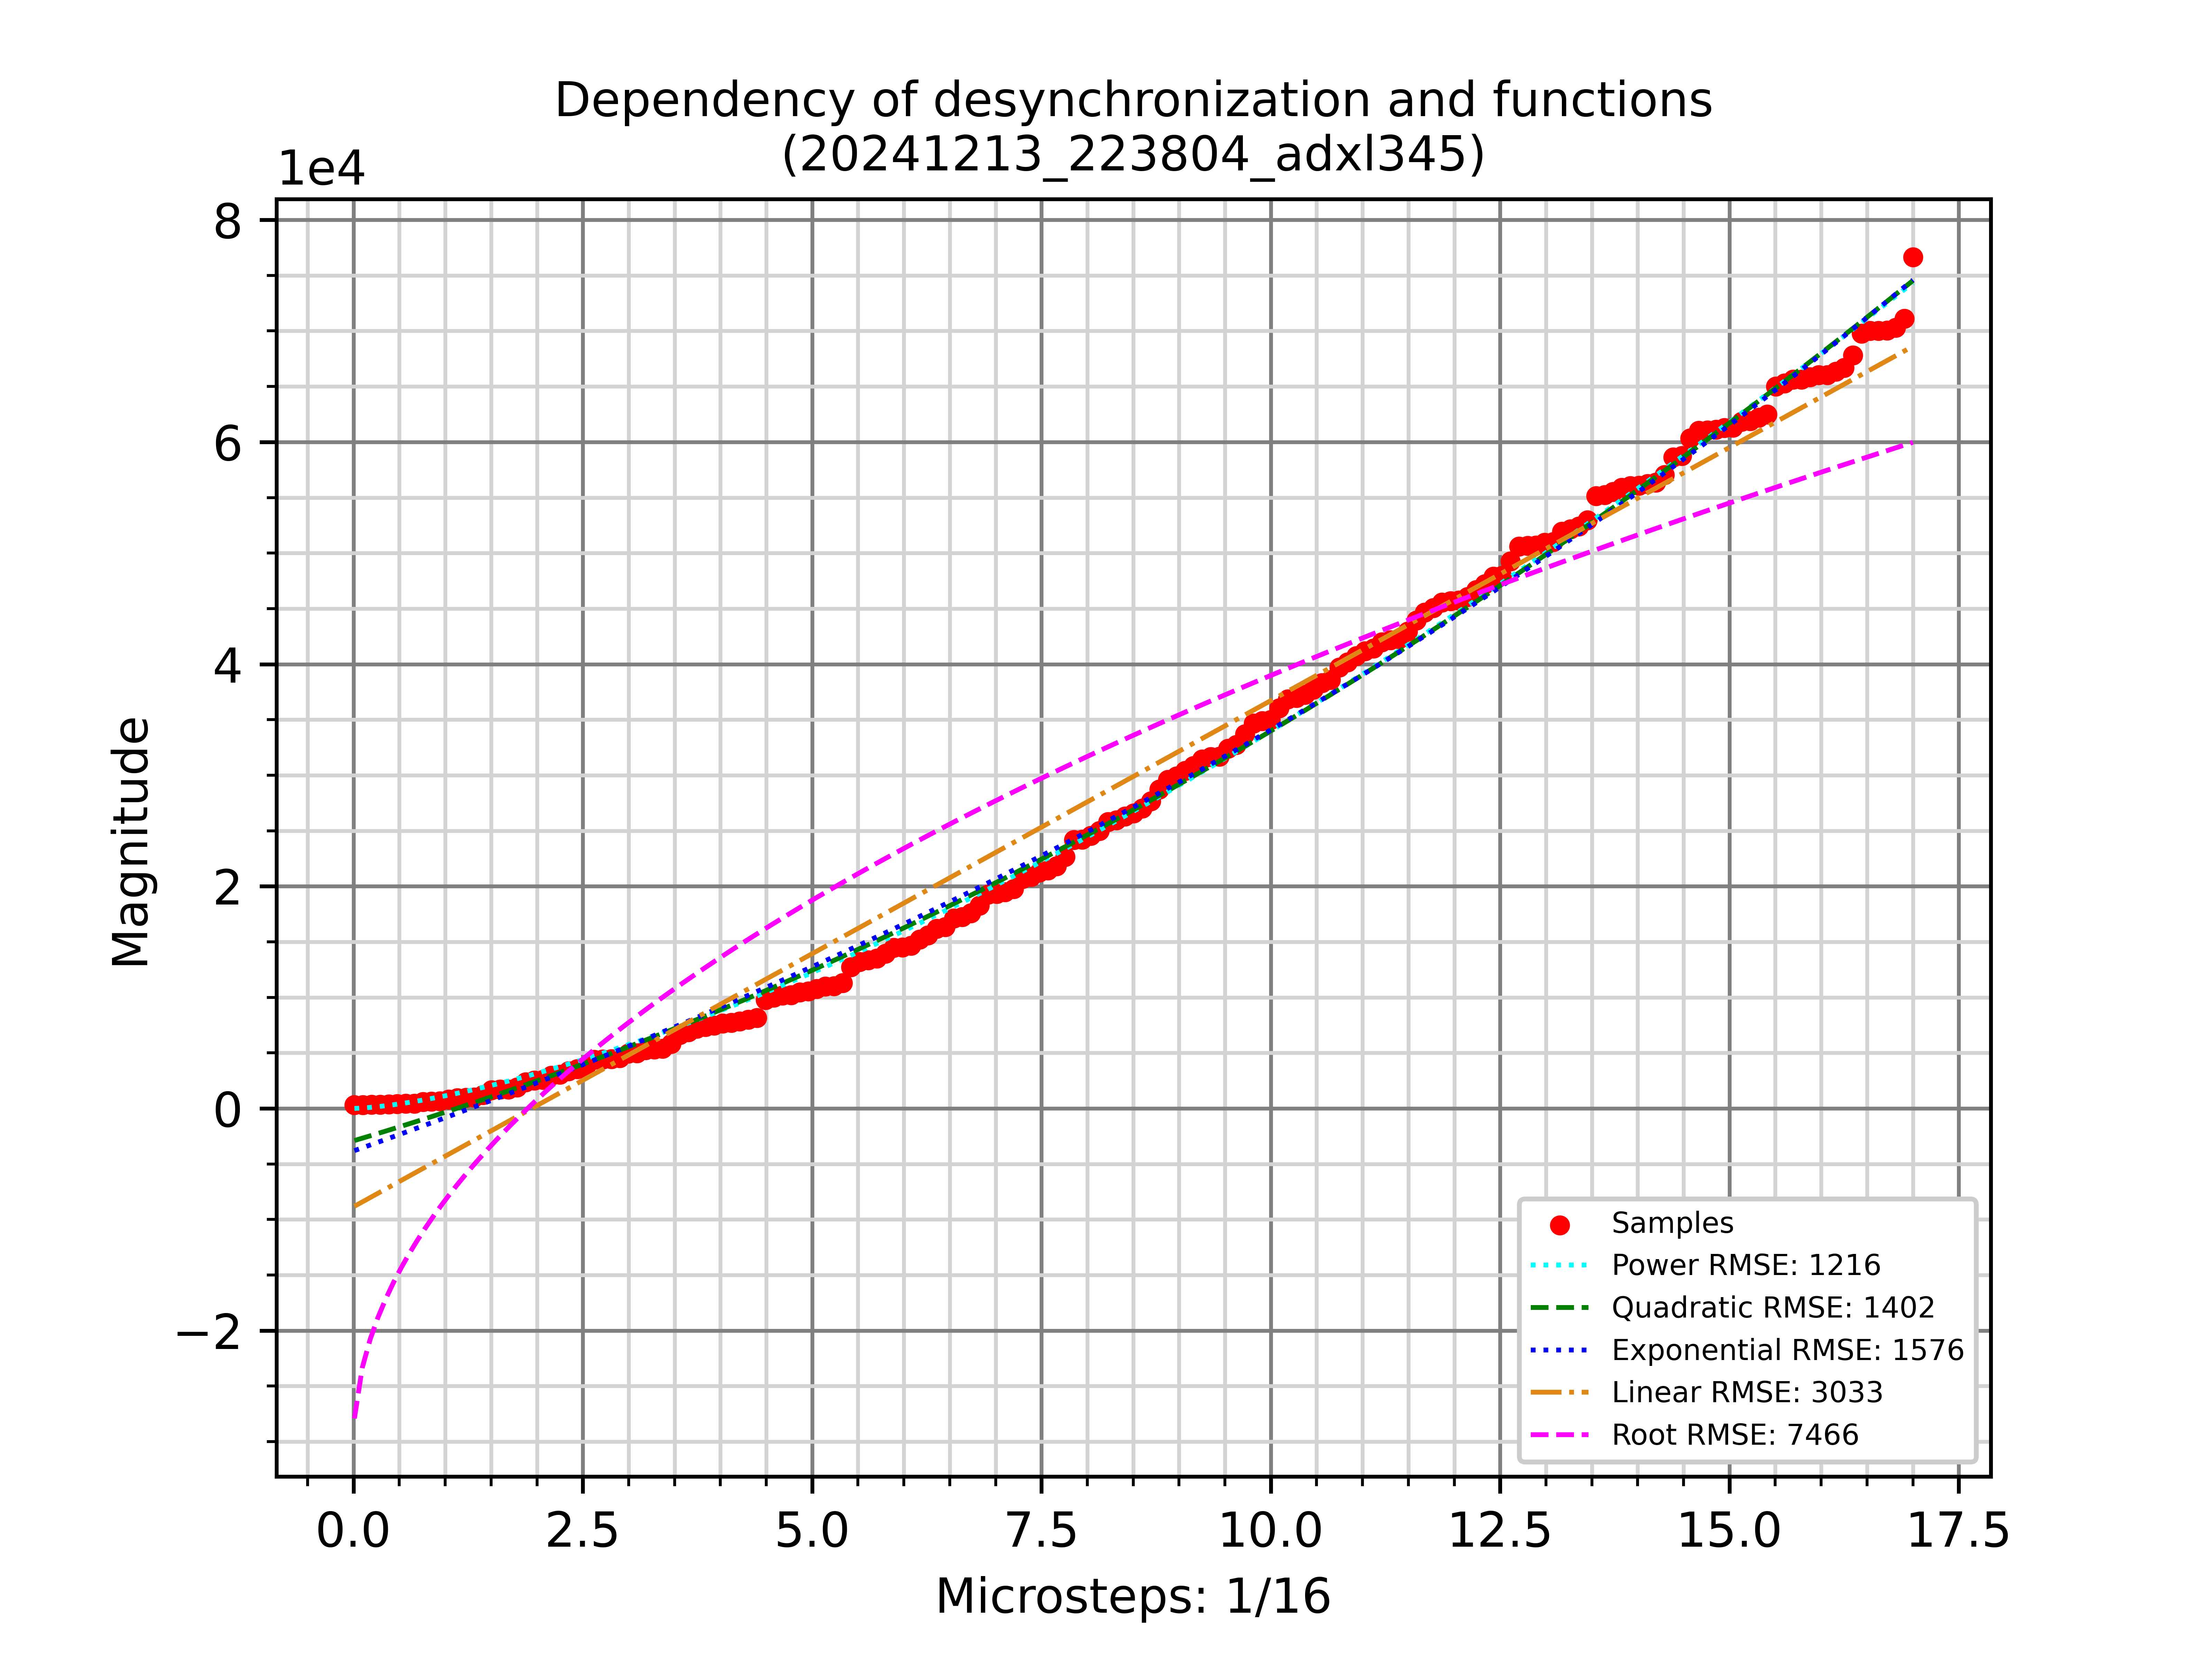 Dependency of desynchronization and functions
(20241213_223804_adxl345)
1e4
8
6
4
2
0
−2
Magnitude
Samples
Power RMSE: 1216
Quadratic RMSE: 1402
Exponential RMSE: 1576
Linear RMSE: 3033
Root RMSE: 7466
0.0 2.5 5.0 7.5 10.0 12.5 15.0 17.5
Microsteps: 1/16